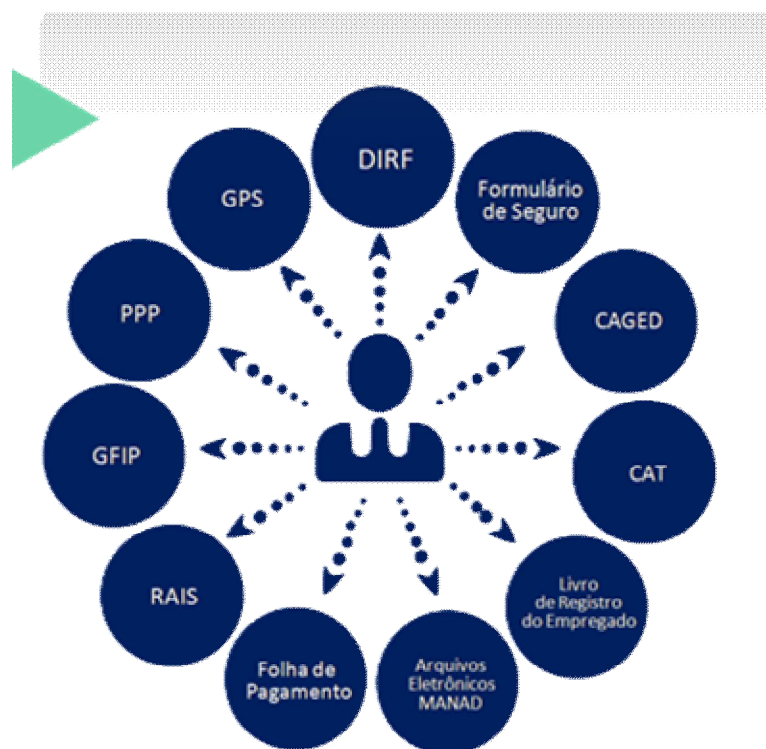 DIRF
Formulário
de Seguro
CAGED
CAT
Livro
de Registro
do Empregado
Arquivos
Eletrônicos
MANAD
Folha de
Pagamento
RAIS
GFIP
PPP
GPS